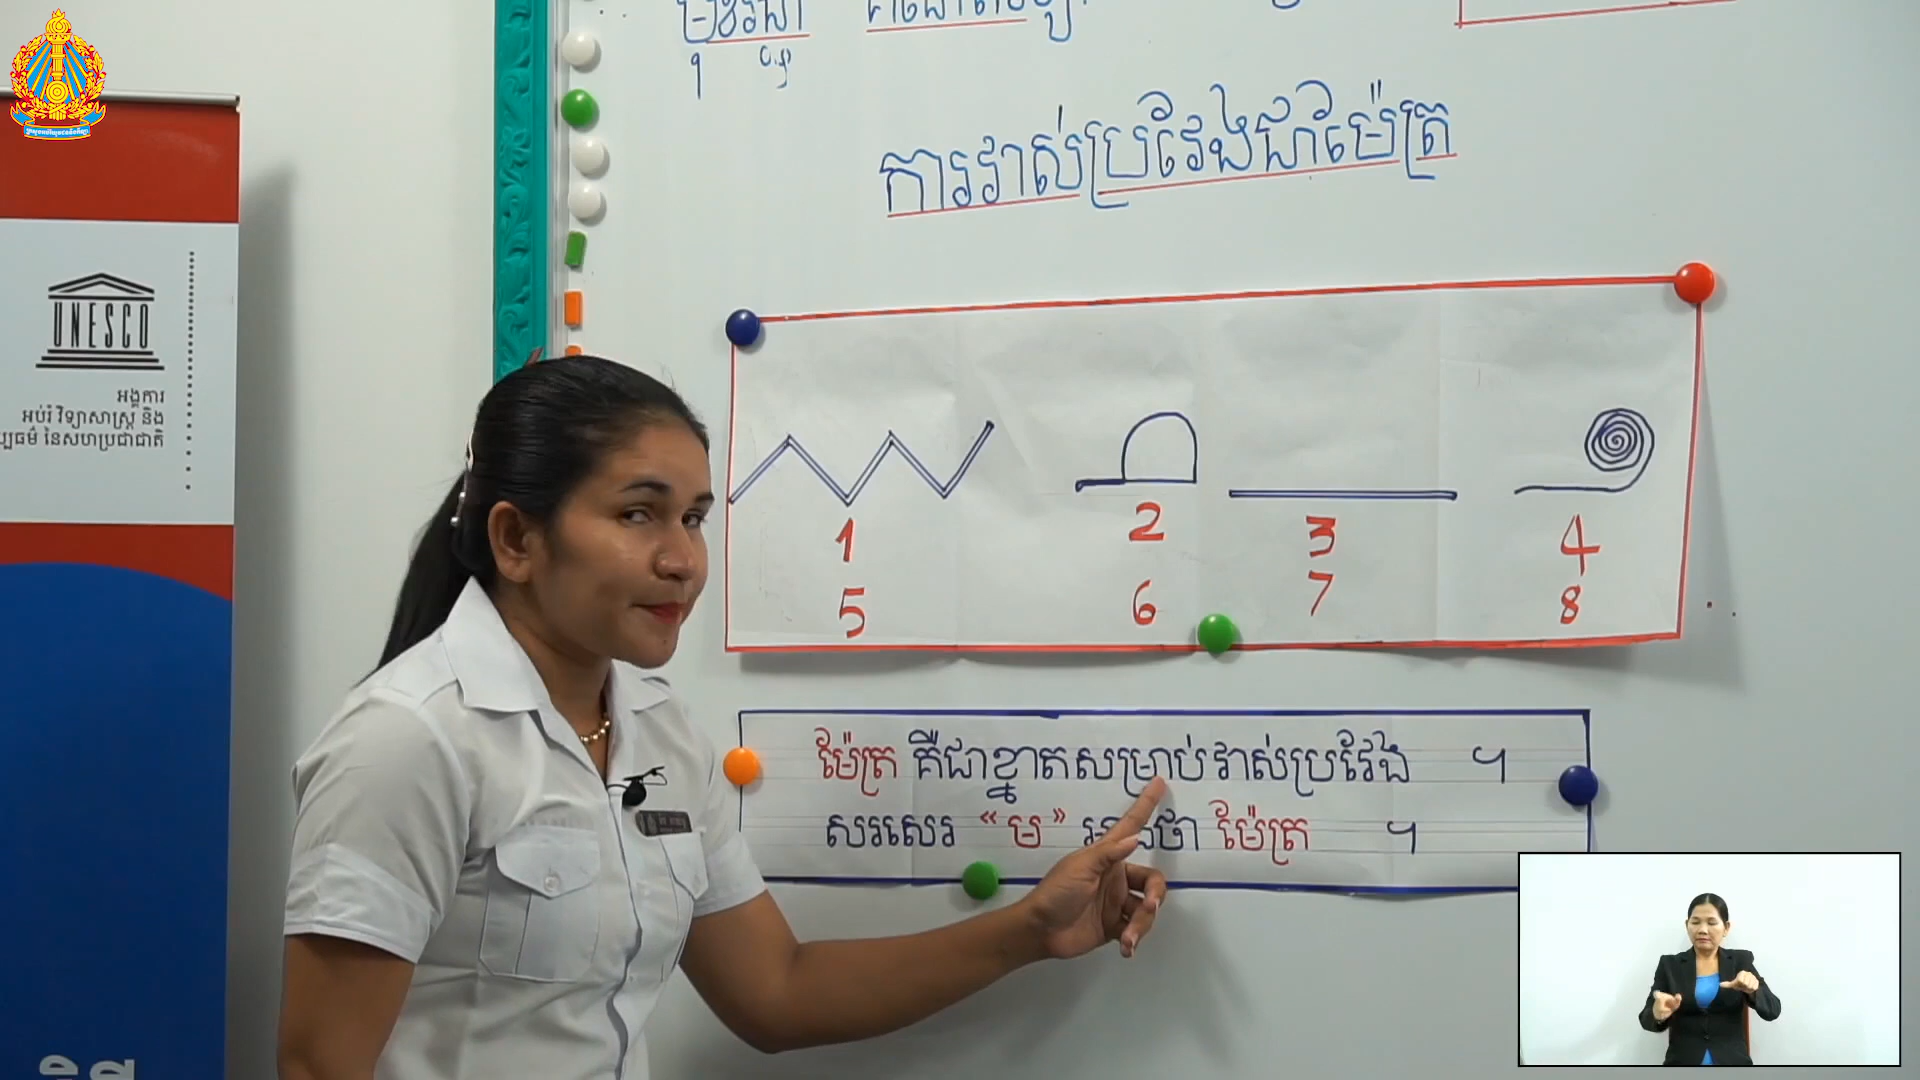 ការវាស់ប្រវែងជាម៉ែត្រ
UNESCO
អង្គការ
អប់រំ វិទ្យាសាស្ត្រ និង
វប្បធម៌ នៃសហប្រជាជាតិ
1 2 3 4
5 6 7 8
ម៉ែត្រ គឺជាខ្នាតសម្រាប់វាស់ប្រវែង ។
សរសេរ “ម” អានថា ម៉ែត្រ ។